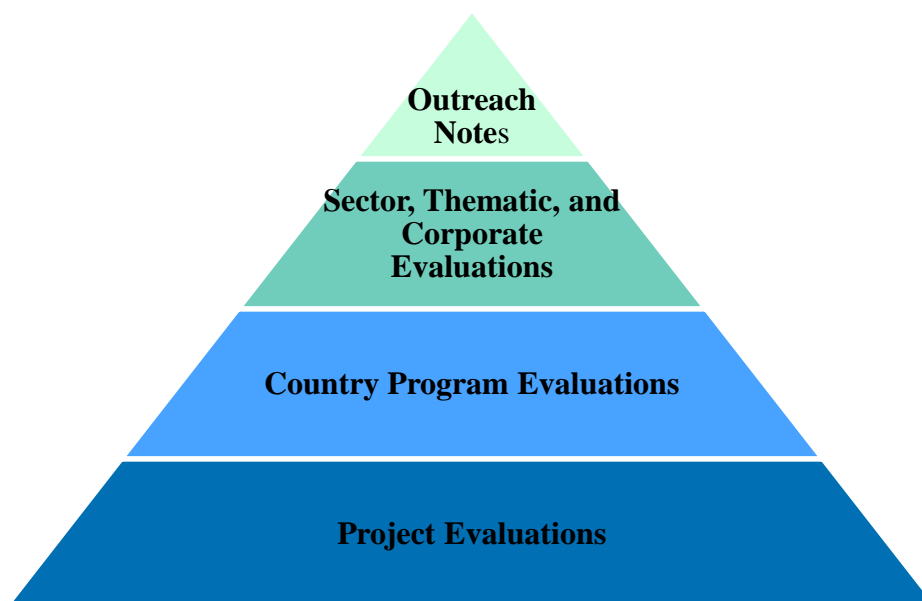 Outreach
Notes
Sector, Thematic, and
Corporate
Evaluations
Country Program Evaluations
Project Evaluations